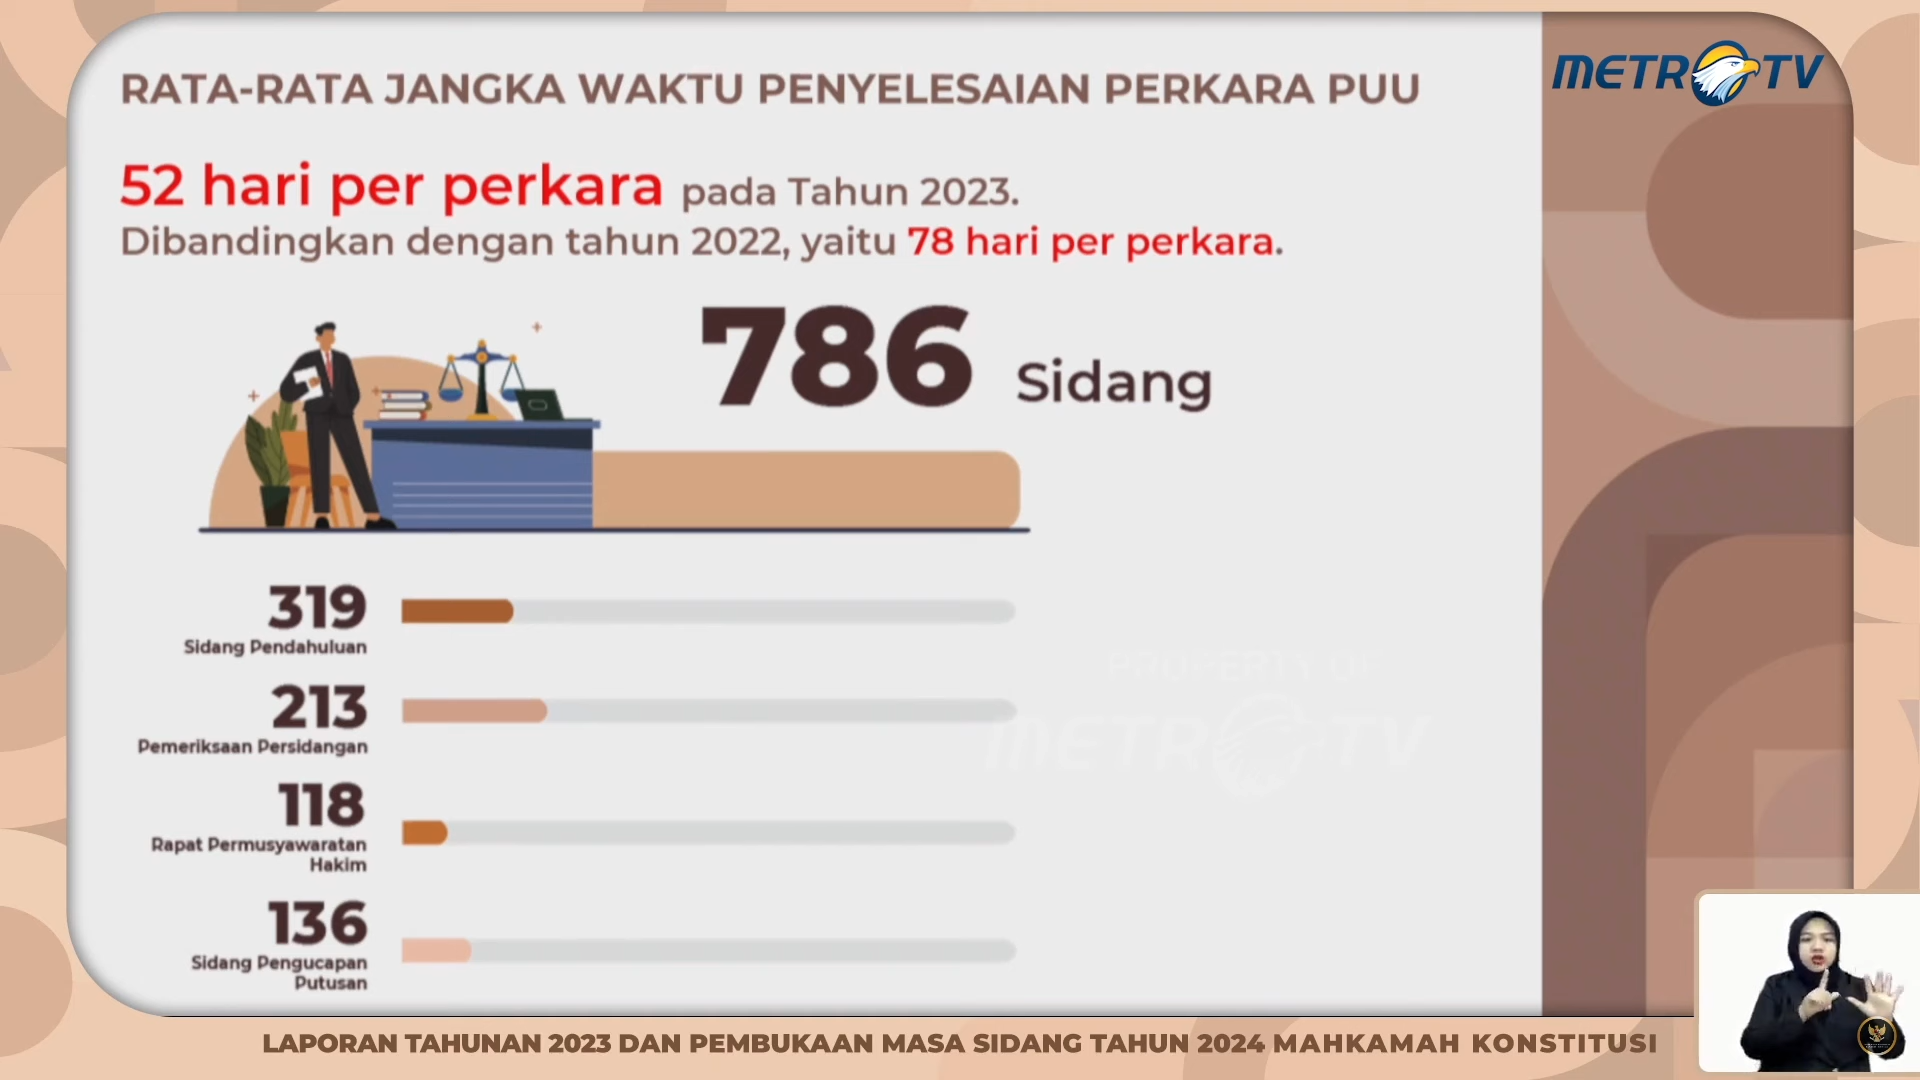 METRO TV
RATA-RATA JANGKA WAKTU PENYELESAIAN PERKARA PUU
52 hari per perkara pada Tahun 2023.
Dibandingkan dengan tahun 2022, yaitu 78 hari per perkara.
786 Sidang
319
Sidang Pendahuluan
213
Pemeriksaan Persidangan
118
Rapat Permusyawaratan
Hakim
136
Sidang Pengucapan
Putusan
PROPERTY OF
METRO TV
LAPORAN TAHUNAN 2023 DAN PEMBUKAAN MASA SIDANG TAHUN 2024 MAHKAMAH KONSTITUSI